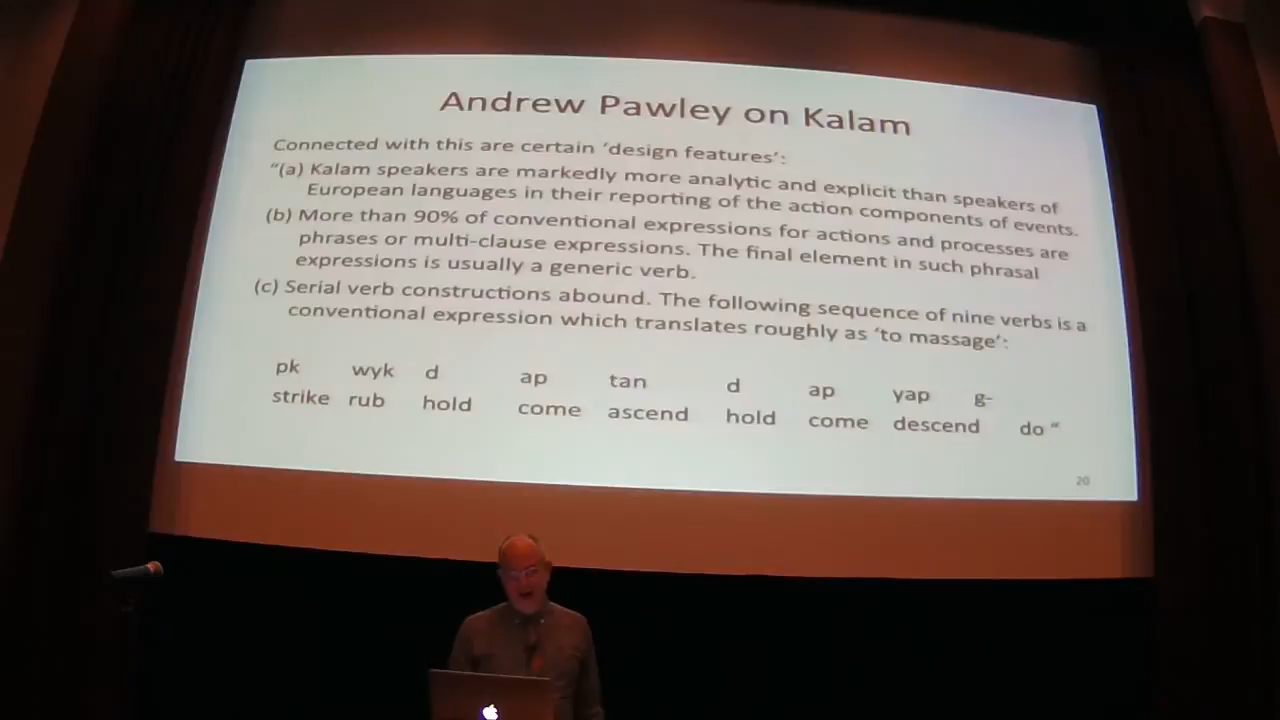 Andrew Pawley on Kalam
Connected with this are certain ‘design features’:
“(a) Kalam speakers are markedly more analytic and explicit than speakers of
European languages in their reporting of the action components of events.
(b) More than 90% of conventional expressions for actions and processes are
phrases or multi-clause expressions. The final element in such phrasal
expressions is usually a generic verb.
(c) Serial verb constructions abound. The following sequence of nine verbs is a
conventional expression which translates roughly as ‘to massage’:
pk wyk d ap tan d ap yap g-
strike rub hold come ascend hold come descend do “
20